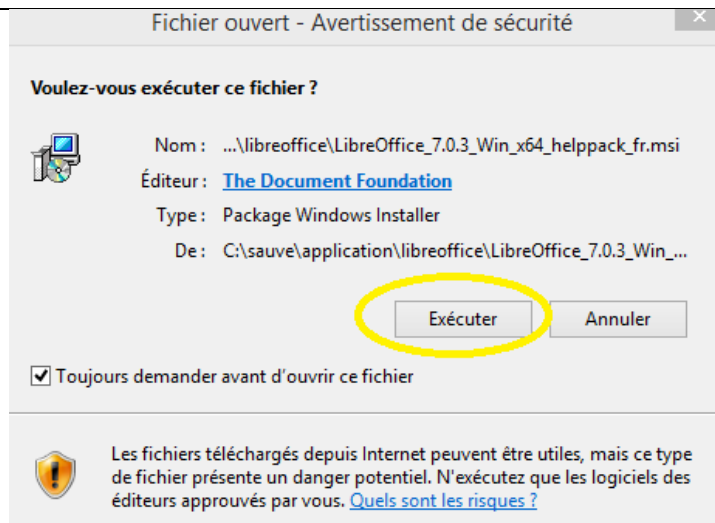 Fichier ouvert - Avertissement de sécurité
Voulez-vous exécuter ce fichier ?
Nom : ...\libreoffice\LibreOffice_7.0.3_Win_x64_helppack_fr.msi
Éditeur : The Document Foundation
Type : Package Windows Installer
De : C:\sauve\application\libreoffice\LibreOffice_7.0.3_Win_...
Exécuter Annuler
Toujours demander avant d'ouvrir ce fichier
Les fichiers téléchargés depuis Internet peuvent être utiles, mais ce type
de fichier présente un danger potentiel. N'exécutez que les logiciels des
éditeurs approuvés par vous. Quels sont les risques ?